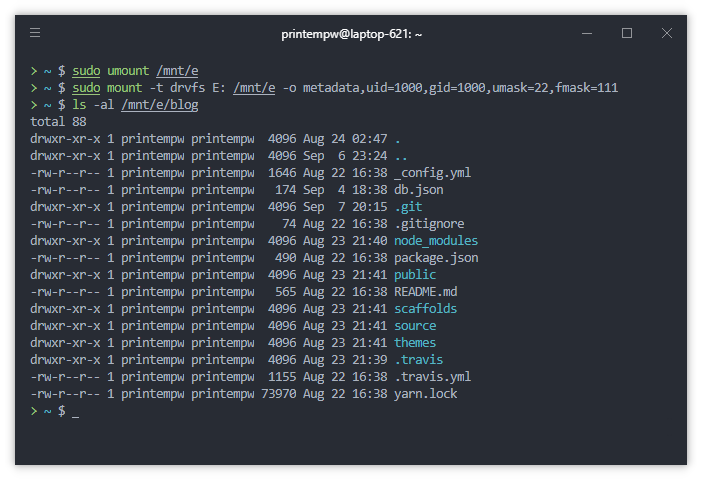 printempw@laptop-621: ~
> ~ $ sudo umount /mnt/e
> ~ $ sudo mount -t drvfs E: /mnt/e -o metadata,uid=1000,gid=1000,umask=22,fmask=111
> ~ $ ls -al /mnt/e/blog
total 88
drwxr-xr-x 1 printempw printempw  4096 Aug 24 02:47 .
drwxr-xr-x 1 printempw printempw  4096 Sep  6 23:24 ..
-rw-r--r-- 1 printempw printempw  1646 Aug 22 16:38 _config.yml
-rw-r--r-- 1 printempw printempw   174 Sep  4 18:38 db.json
drwxr-xr-x 1 printempw printempw  4096 Sep  7 20:15 .git
-rw-r--r-- 1 printempw printempw    74 Aug 22 16:38 .gitignore
drwxr-xr-x 1 printempw printempw  4096 Aug 23 21:40 node_modules
-rw-r--r-- 1 printempw printempw   490 Aug 22 16:38 package.json
drwxr-xr-x 1 printempw printempw  4096 Aug 23 21:41 public
-rw-r--r-- 1 printempw printempw   565 Aug 22 16:38 README.md
drwxr-xr-x 1 printempw printempw  4096 Aug 23 21:41 scaffolds
drwxr-xr-x 1 printempw printempw  4096 Aug 23 21:41 source
drwxr-xr-x 1 printempw printempw  4096 Aug 23 21:41 themes
drwxr-xr-x 1 printempw printempw  4096 Aug 23 21:39 .travis
-rw-r--r-- 1 printempw printempw  1155 Aug 22 16:38 .travis.yml
-rw-r--r-- 1 printempw printempw 73970 Aug 22 16:38 yarn.lock
> ~ $ _